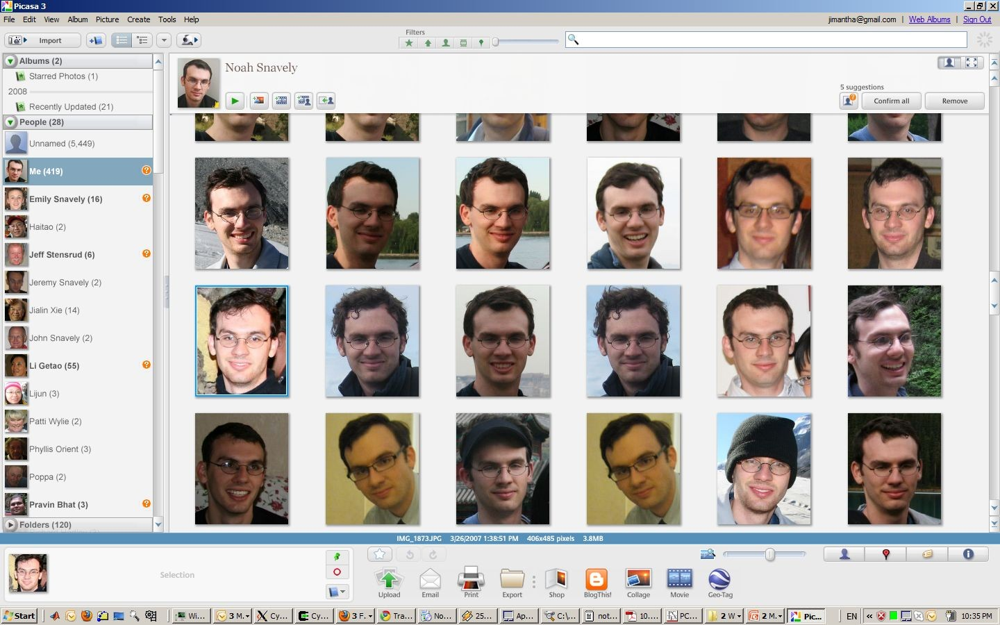 Picasa 3
File Edit View Album Picture Create Tools Help
jimantha@gmail.com | Web Albums | Sign Out
Import
Filters
Albums (2)
Starred Photos (1)
2008
Recently Updated (21)
People (28)
Unnamed (5,449)
Me (419)
Emily Snavely (16)
Haitao (2)
Jeff Stensrud (6)
Jeremy Snavely (2)
Jialin Xie (14)
John Snavely (2)
Li Getao (55)
Lijun (3)
Patti Wylie (2)
Phyllis Orient (3)
Poppa (2)
Pravin Bhat (3)
Folders (120)
Noah Snavely
5 suggestions
Confirm all Remove
IMG_1873.JPG 3/26/2007 1:38:51 PM 406x485 pixels 3.8MB
Selection
Upload Email Print Export Shop BlogThis! Collage Movie Geo-Tag
Start Wi... 3 M. Cy... Cy... 3 F. Tra... No... 25... Ap... C:\... not... 10.... PC... 2 W 2 M. Pic... EN « 10:35 PM